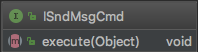 I ISndMsgCmd
m execute(Object) void